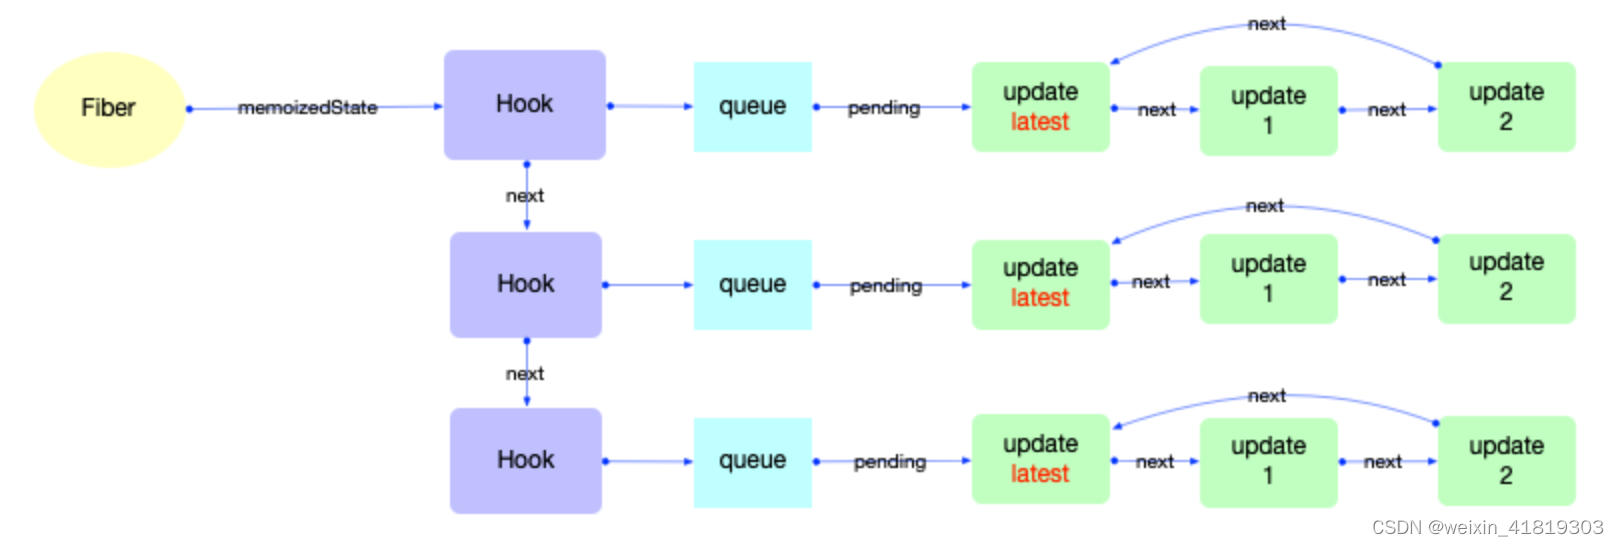 next
Fiber
memoizedState
Hook
queue
pending
update
latest
next
update
1
next
update
2
next
next
Hook
queue
pending
update
latest
next
update
1
next
update
2
next
next
Hook
queue
pending
update
latest
next
update
1
next
update
2
CSDN @weixin_41819303